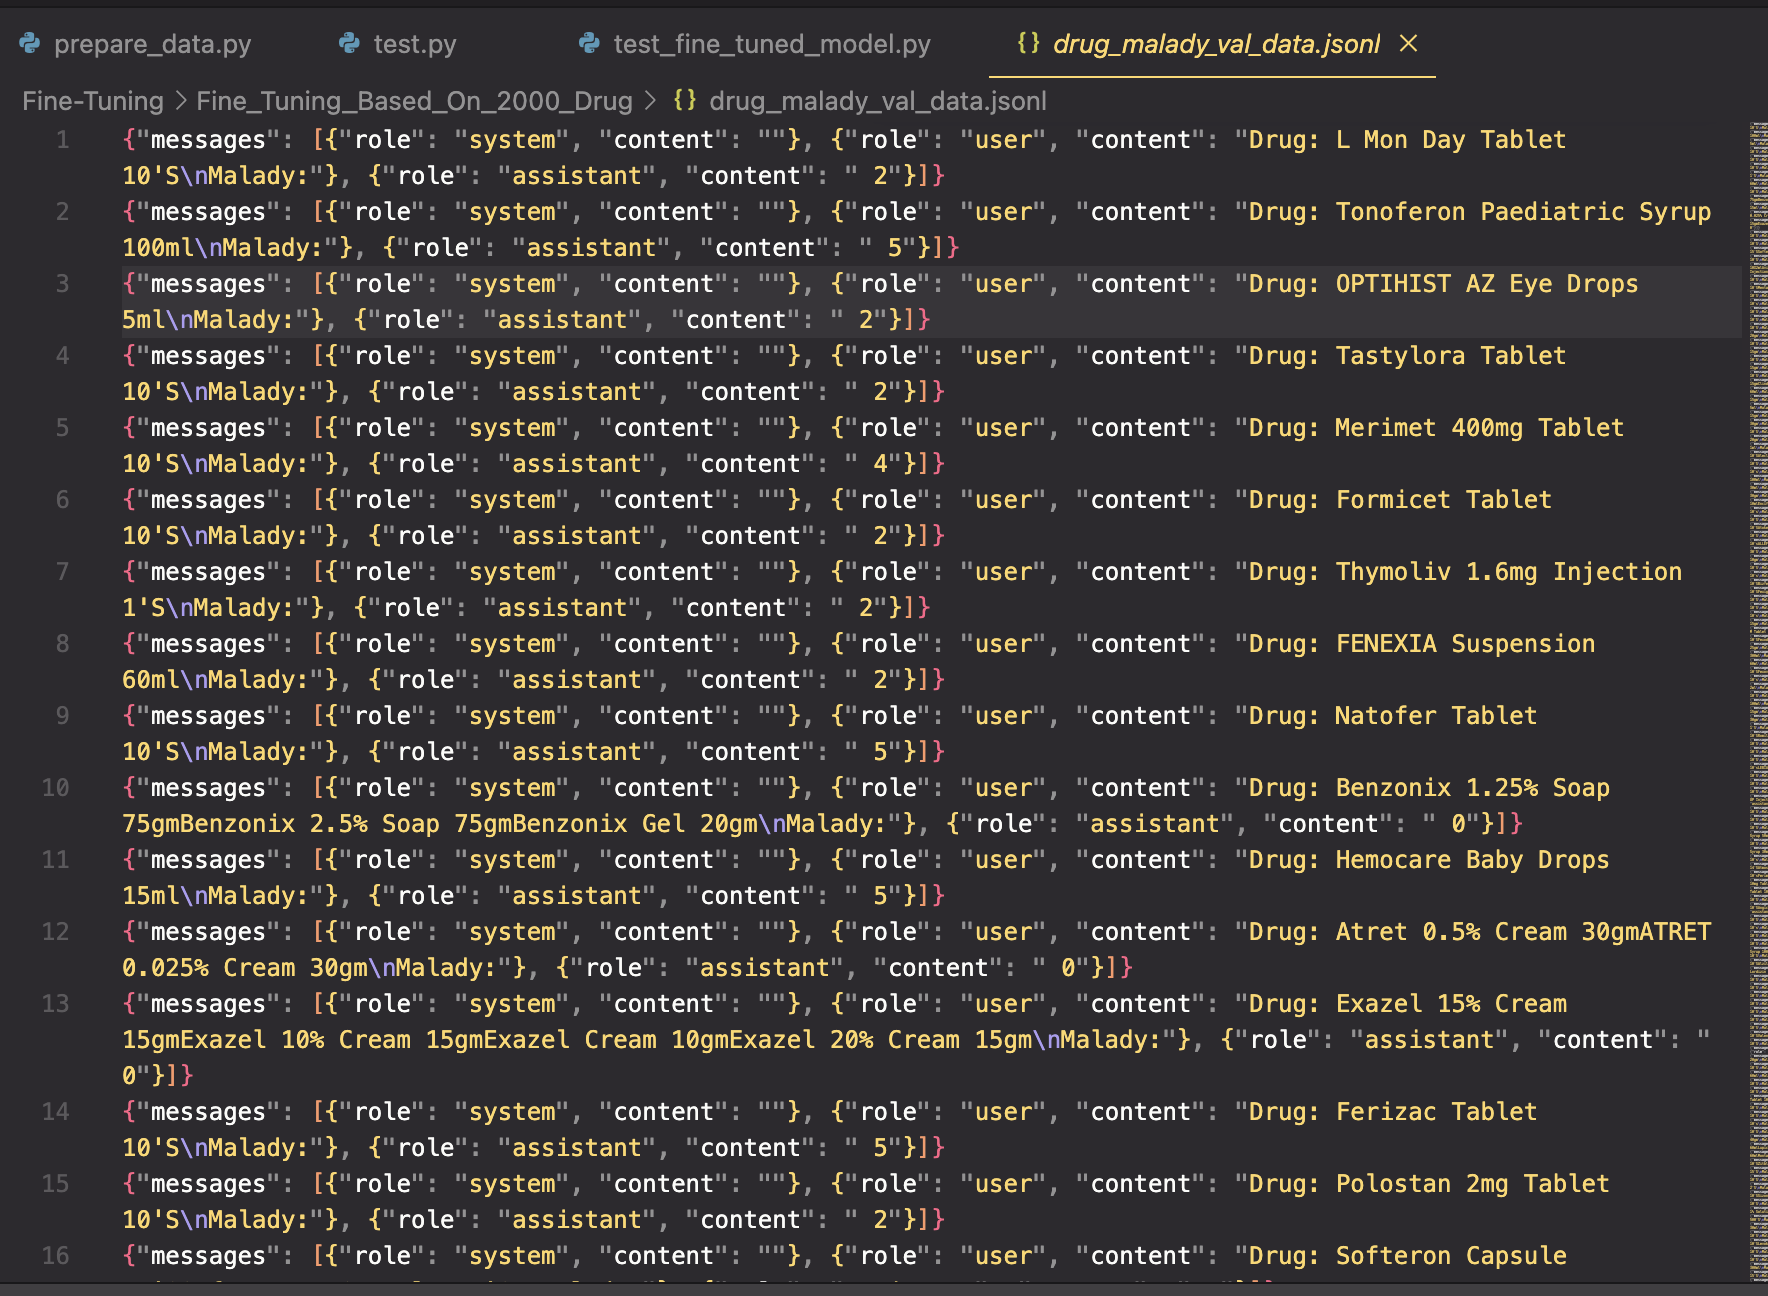 prepare_data.py test.py test_fine_tuned_model.py {} drug_malady_val_data.jsonl ×
Fine-Tuning > Fine_Tuning_Based_On_2000_Drug > {} drug_malady_val_data.jsonl
1 {"messages": [{"role": "system", "content": ""}, {"role": "user", "content": "Drug: L Mon Day Tablet
10'S\nMalady:"}, {"role": "assistant", "content": " 2"}]}
2 {"messages": [{"role": "system", "content": ""}, {"role": "user", "content": "Drug: Tonoferon Paediatric Syrup
100ml\nMalady:"}, {"role": "assistant", "content": " 5"}]}
3 {"messages": [{"role": "system", "content": ""}, {"role": "user", "content": "Drug: OPTIHIST AZ Eye Drops
5ml\nMalady:"}, {"role": "assistant", "content": " 2"}]}
4 {"messages": [{"role": "system", "content": ""}, {"role": "user", "content": "Drug: Tastylora Tablet
10'S\nMalady:"}, {"role": "assistant", "content": " 2"}]}
5 {"messages": [{"role": "system", "content": ""}, {"role": "user", "content": "Drug: Merimet 400mg Tablet
10'S\nMalady:"}, {"role": "assistant", "content": " 4"}]}
6 {"messages": [{"role": "system", "content": ""}, {"role": "user", "content": "Drug: Formicet Tablet
10'S\nMalady:"}, {"role": "assistant", "content": " 2"}]}
7 {"messages": [{"role": "system", "content": ""}, {"role": "user", "content": "Drug: Thymoliv 1.6mg Injection
1'S\nMalady:"}, {"role": "assistant", "content": " 2"}]}
8 {"messages": [{"role": "system", "content": ""}, {"role": "user", "content": "Drug: FENEXIA Suspension
60ml\nMalady:"}, {"role": "assistant", "content": " 2"}]}
9 {"messages": [{"role": "system", "content": ""}, {"role": "user", "content": "Drug: Natofer Tablet
10'S\nMalady:"}, {"role": "assistant", "content": " 5"}]}
10 {"messages": [{"role": "system", "content": ""}, {"role": "user", "content": "Drug: Benzonix 1.25% Soap
75gmBenzonix 2.5% Soap 75gmBenzonix Gel 20gm\nMalady:"}, {"role": "assistant", "content": " 0"}]}
11 {"messages": [{"role": "system", "content": ""}, {"role": "user", "content": "Drug: Hemocare Baby Drops
15ml\nMalady:"}, {"role": "assistant", "content": " 5"}]}
12 {"messages": [{"role": "system", "content": ""}, {"role": "user", "content": "Drug: Atret 0.5% Cream 30gmATRET
0.025% Cream 30gm\nMalady:"}, {"role": "assistant", "content": " 0"}]}
13 {"messages": [{"role": "system", "content": ""}, {"role": "user", "content": "Drug: Exazel 15% Cream
15gmExazel 10% Cream 15gmExazel Cream 10gmExazel 20% Cream 15gm\nMalady:"}, {"role": "assistant", "content": "
0"}]}
14 {"messages": [{"role": "system", "content": ""}, {"role": "user", "content": "Drug: Ferizac Tablet
10'S\nMalady:"}, {"role": "assistant", "content": " 5"}]}
15 {"messages": [{"role": "system", "content": ""}, {"role": "user", "content": "Drug: Polostan 2mg Tablet
10'S\nMalady:"}, {"role": "assistant", "content": " 2"}]}
16 {"messages": [{"role": "system", "content": ""}, {"role": "user", "content": "Drug: Softeron Capsule